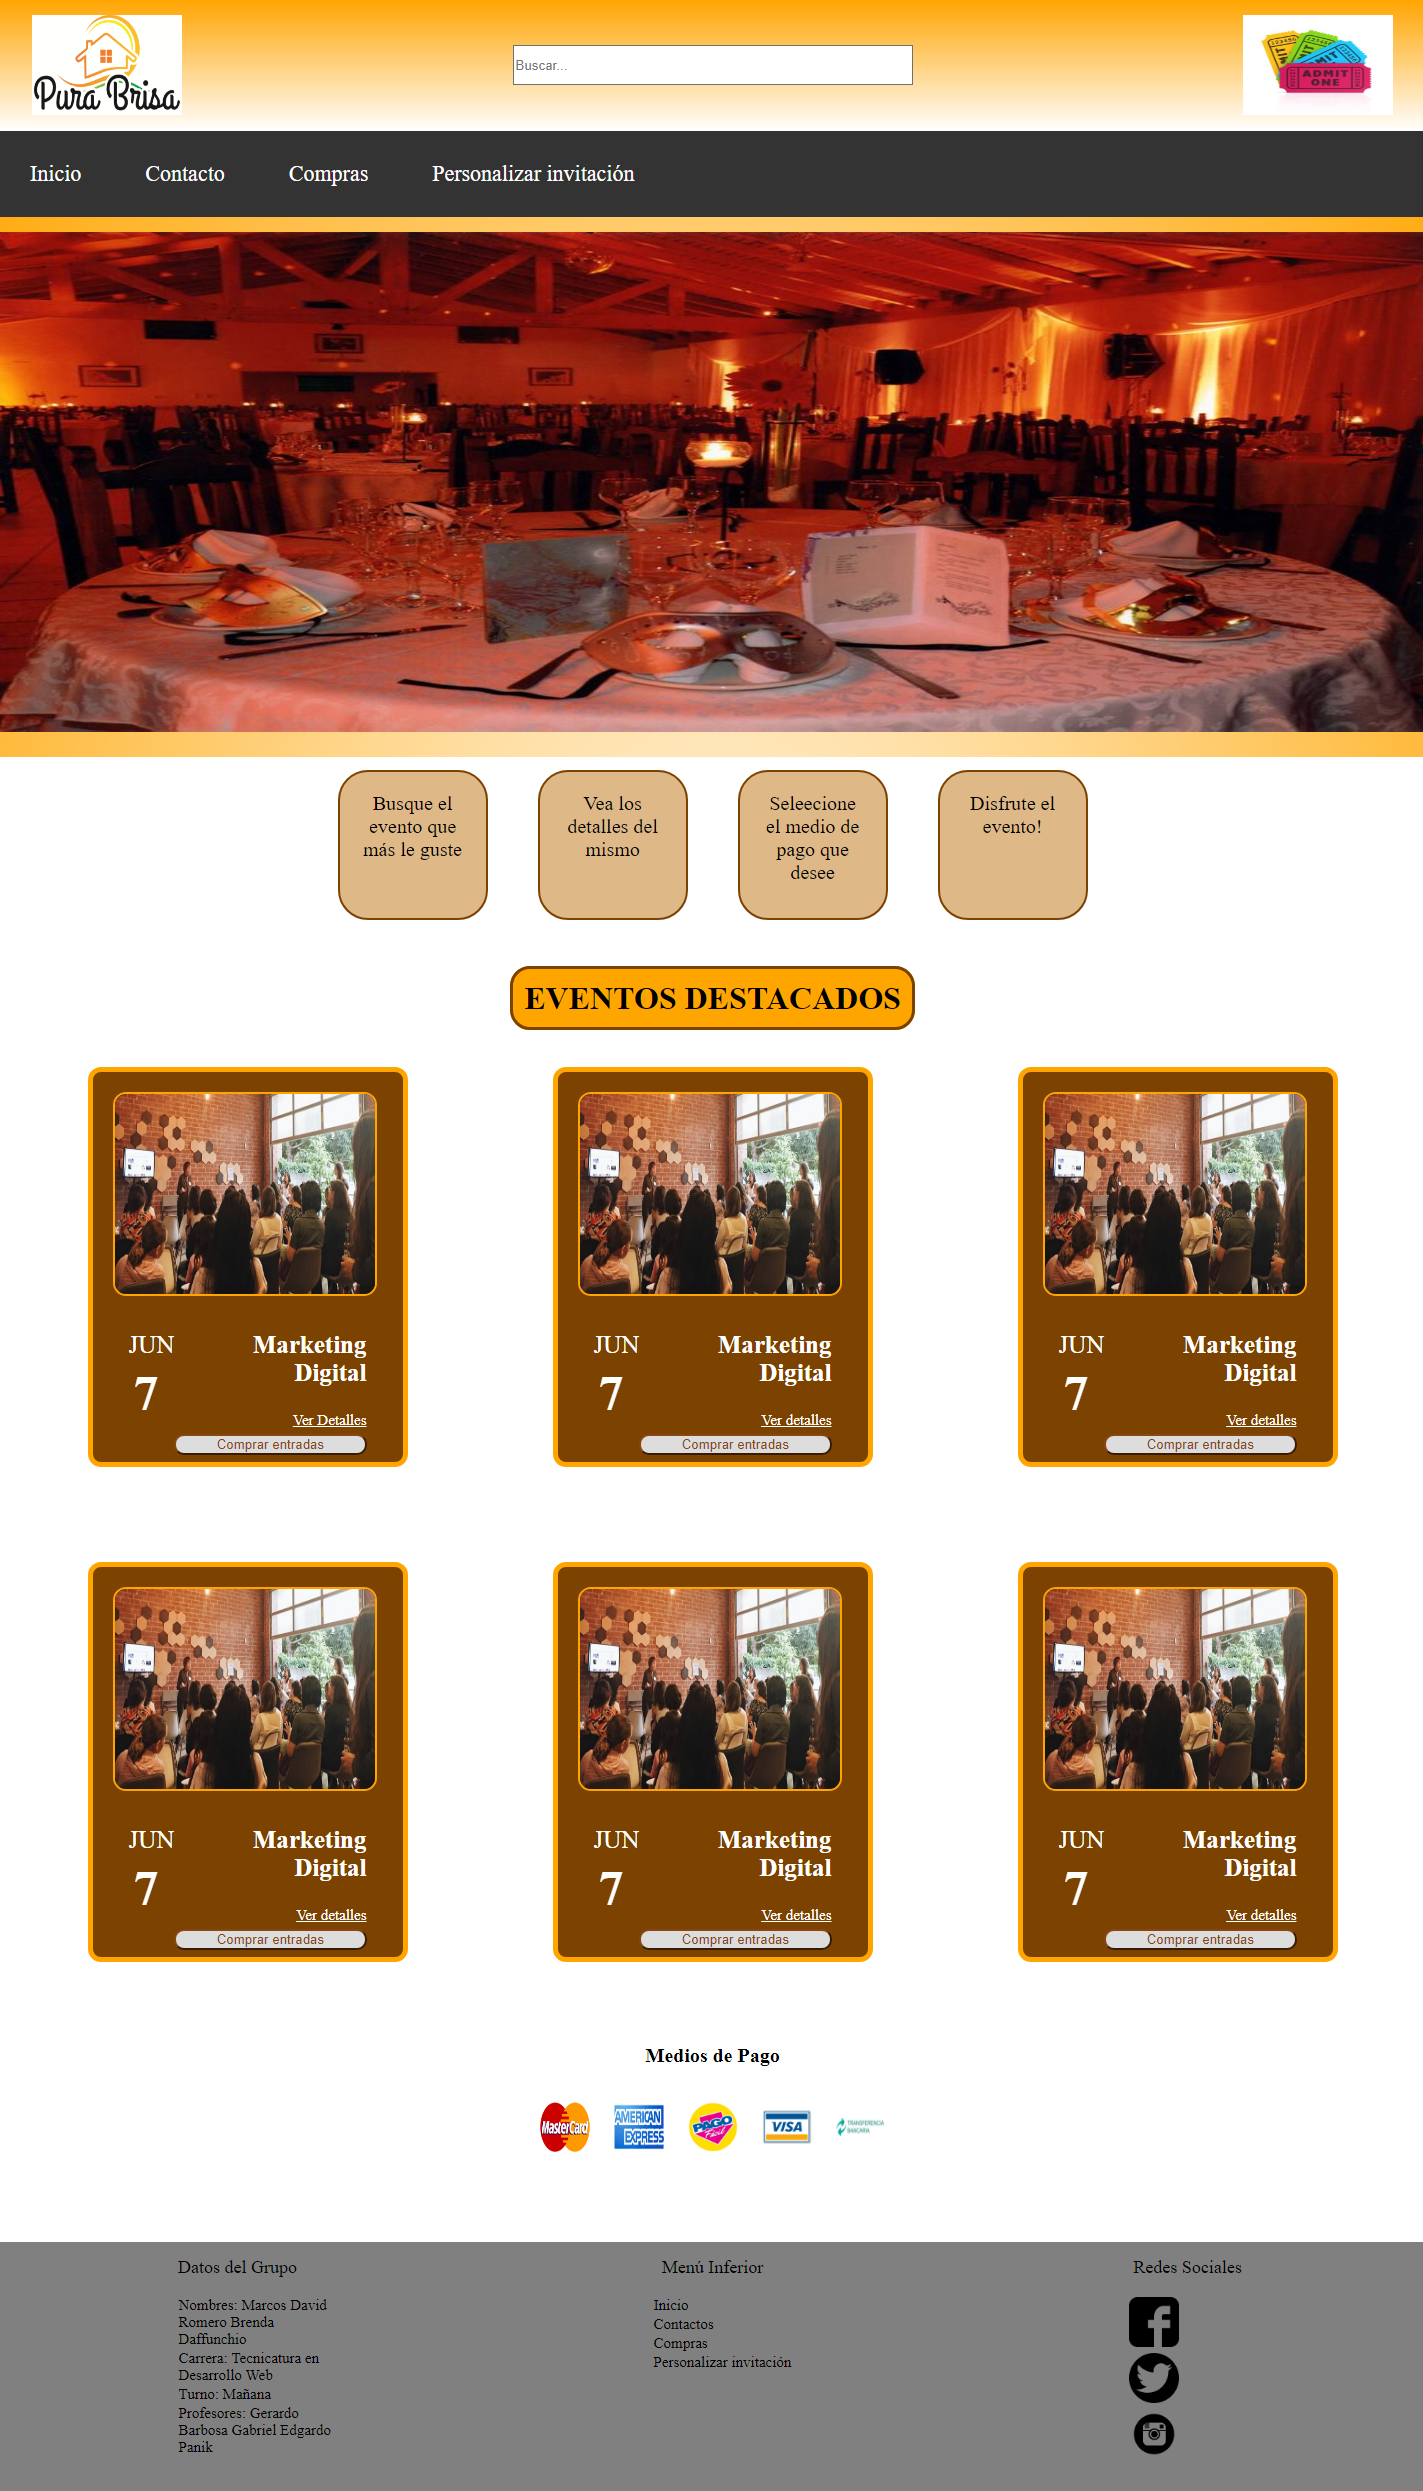 Pura Brisa
Buscar...
ADMIT
ONE
Inicio
Contacto
Compras
Personalizar invitación
Busque el
evento que
más le guste
Vea los
detalles del
mismo
Seleecione
el medio de
pago que
desee
Disfrute el
evento!
EVENTOS DESTACADOS
JUN
7
Marketing
Digital
Ver Detalles
Comprar entradas
JUN
7
Marketing
Digital
Ver detalles
Comprar entradas
JUN
7
Marketing
Digital
Ver detalles
Comprar entradas
JUN
7
Marketing
Digital
Ver detalles
Comprar entradas
JUN
7
Marketing
Digital
Ver detalles
Comprar entradas
JUN
7
Marketing
Digital
Ver detalles
Comprar entradas
Medios de Pago
MasterCard
AMERICAN
EXPRESS
PAGO
Fácil
VISA
TRANSFERENCIA
BANCARIA
Datos del Grupo
Nombres: Marcos David
Romero Brenda
Daffunchio
Carrera: Tecnicatura en
Desarrollo Web
Turno: Mañana
Profesores: Gerardo
Barbosa Gabriel Edgardo
Panik
Menú Inferior
Inicio
Contactos
Compras
Personalizar invitación
Redes Sociales